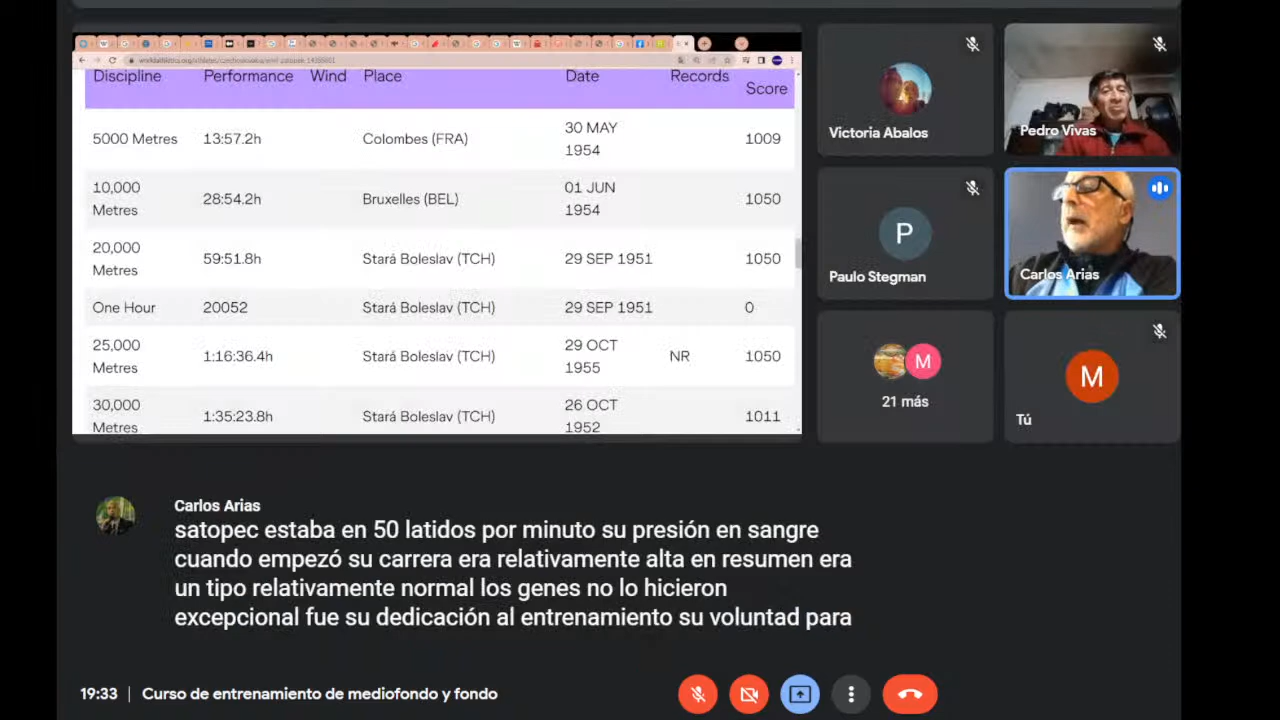 Discipline Performance Wind Place Date Records Score
5000 Metres 13:57.2h Colombes (FRA) 30 MAY 1954 1009
10,000 Metres 28:54.2h Bruxelles (BEL) 01 JUN 1954 1050
20,000 Metres 59:51.8h Stará Boleslav (TCH) 29 SEP 1951 1050
One Hour 20052 Stará Boleslav (TCH) 29 SEP 1951 0
25,000 Metres 1:16:36.4h Stará Boleslav (TCH) 29 OCT 1955 NR 1050
30,000 Metres 1:35:23.8h Stará Boleslav (TCH) 26 OCT 1952 1011
Victoria Abalos
Pedro Vivas
P
Paulo Stegman
Carlos Arias
M
21 más
M
Tú
Carlos Arias
satopec estaba en 50 latidos por minuto su presión en sangre
cuando empezó su carrera era relativamente alta en resumen era
un tipo relativamente normal los genes no lo hicieron
excepcional fue su dedicación al entrenamiento su voluntad para
19:33 | Curso de entrenamiento de mediofondo y fondo